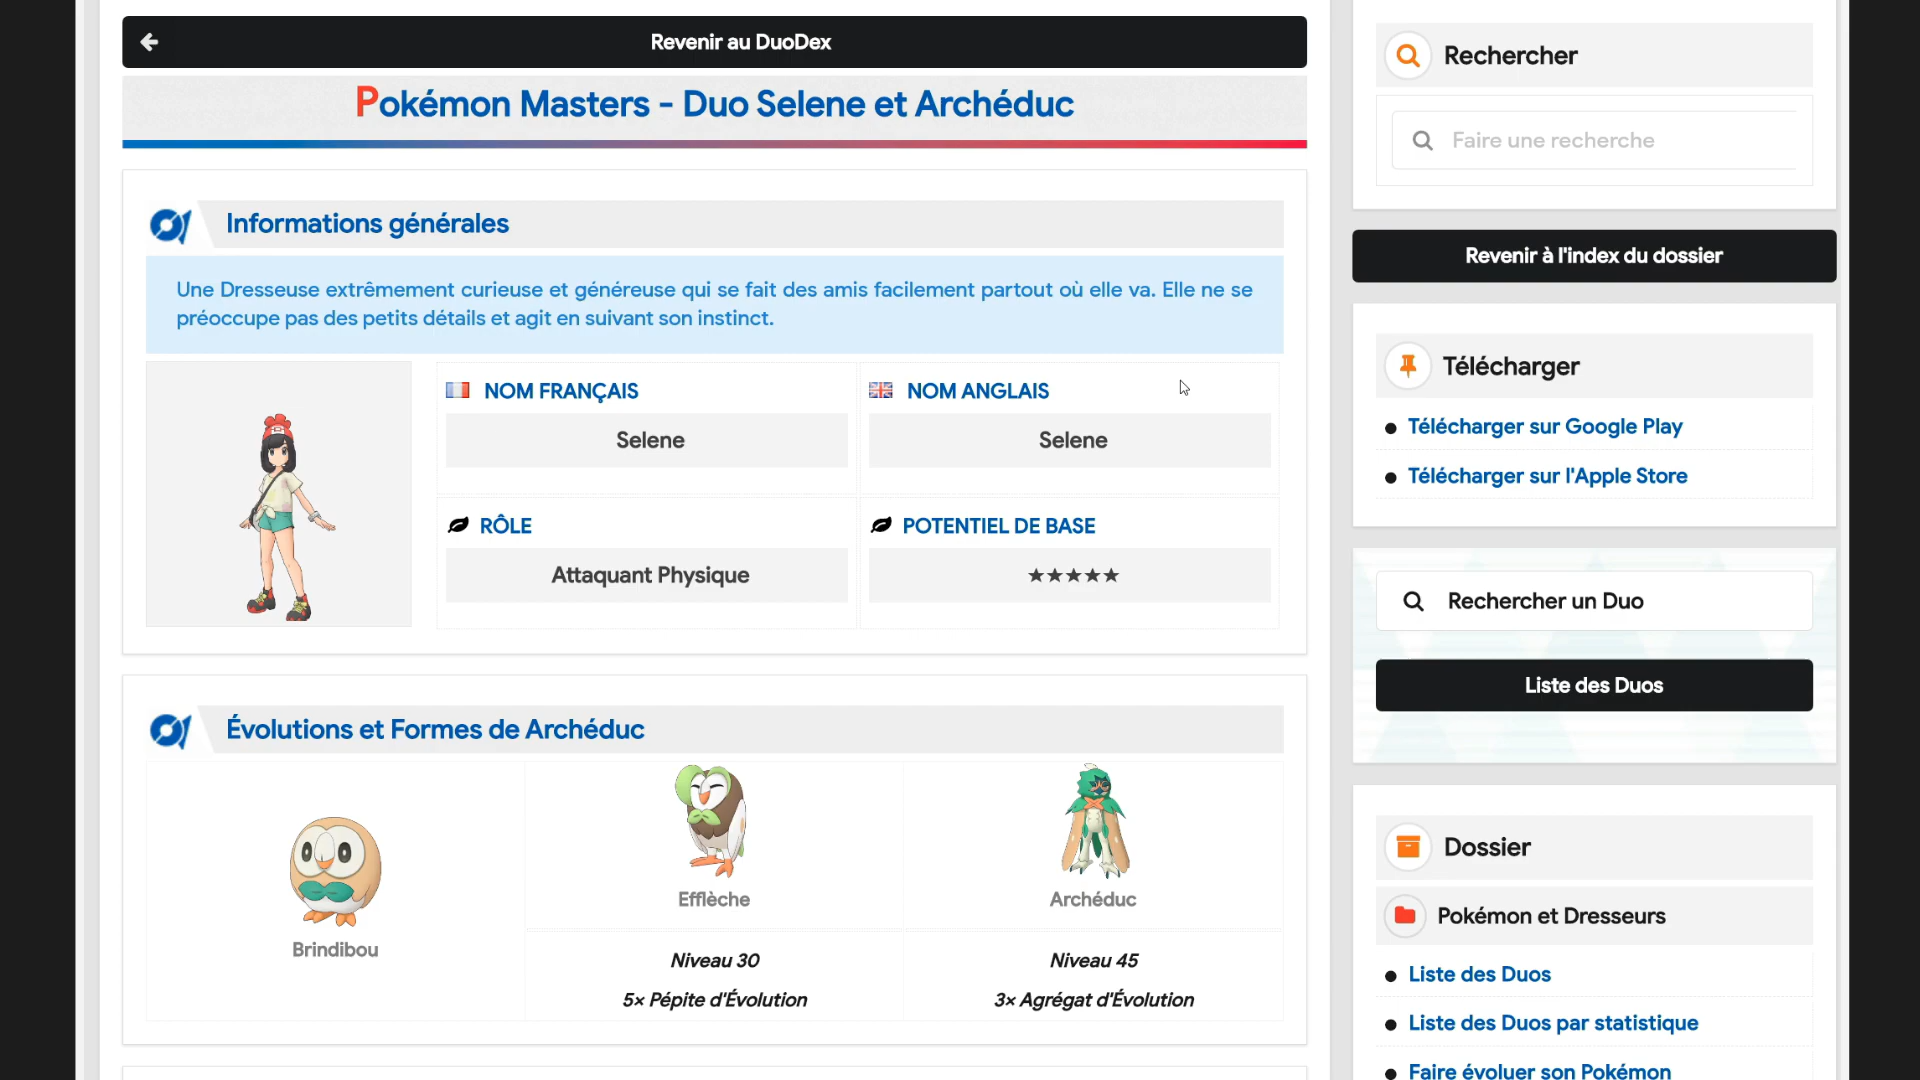 Revenir au DuoDex
Pokémon Masters - Duo Selene et Archéduc
Informations générales
Une Dresseuse extrêmement curieuse et généreuse qui se fait des amis facilement partout où elle va. Elle ne se
préoccupe pas des petits détails et agit en suivant son instinct.
NOM FRANÇAIS
Selene
NOM ANGLAIS
Selene
RÔLE
Attaquant Physique
POTENTIEL DE BASE
★★★★★
Évolutions et Formes de Archéduc
Brindibou
Efflèche
Niveau 30
5× Pépite d'Évolution
Archéduc
Niveau 45
3× Agrégat d'Évolution
Rechercher
Faire une recherche
Revenir à l'index du dossier
Télécharger
Télécharger sur Google Play
Télécharger sur l'Apple Store
Rechercher un Duo
Liste des Duos
Dossier
Pokémon et Dresseurs
Liste des Duos
Liste des Duos par statistique
Faire évoluer son Pokémon